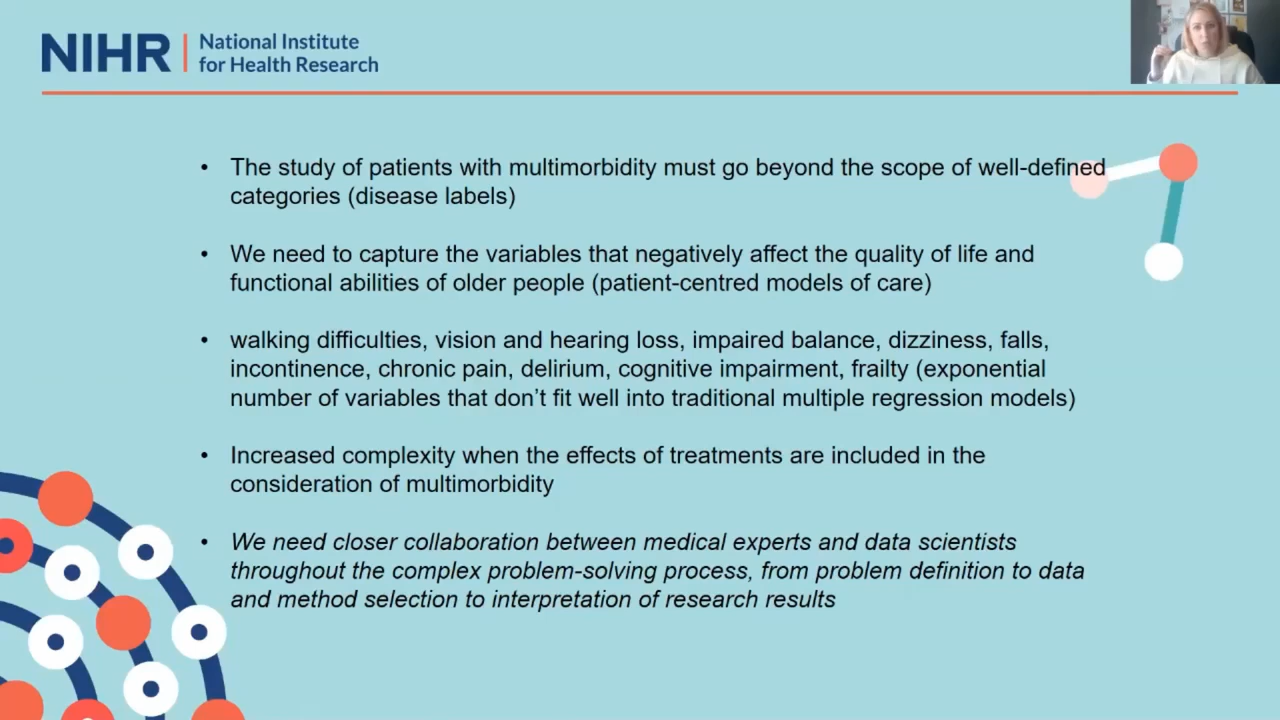 NIHR | National Institute
for Health Research
• The study of patients with multimorbidity must go beyond the scope of well-defined
categories (disease labels)
• We need to capture the variables that negatively affect the quality of life and
functional abilities of older people (patient-centred models of care)
• walking difficulties, vision and hearing loss, impaired balance, dizziness, falls,
incontinence, chronic pain, delirium, cognitive impairment, frailty (exponential
number of variables that don’t fit well into traditional multiple regression models)
• Increased complexity when the effects of treatments are included in the
consideration of multimorbidity
• We need closer collaboration between medical experts and data scientists
throughout the complex problem-solving process, from problem definition to data
and method selection to interpretation of research results